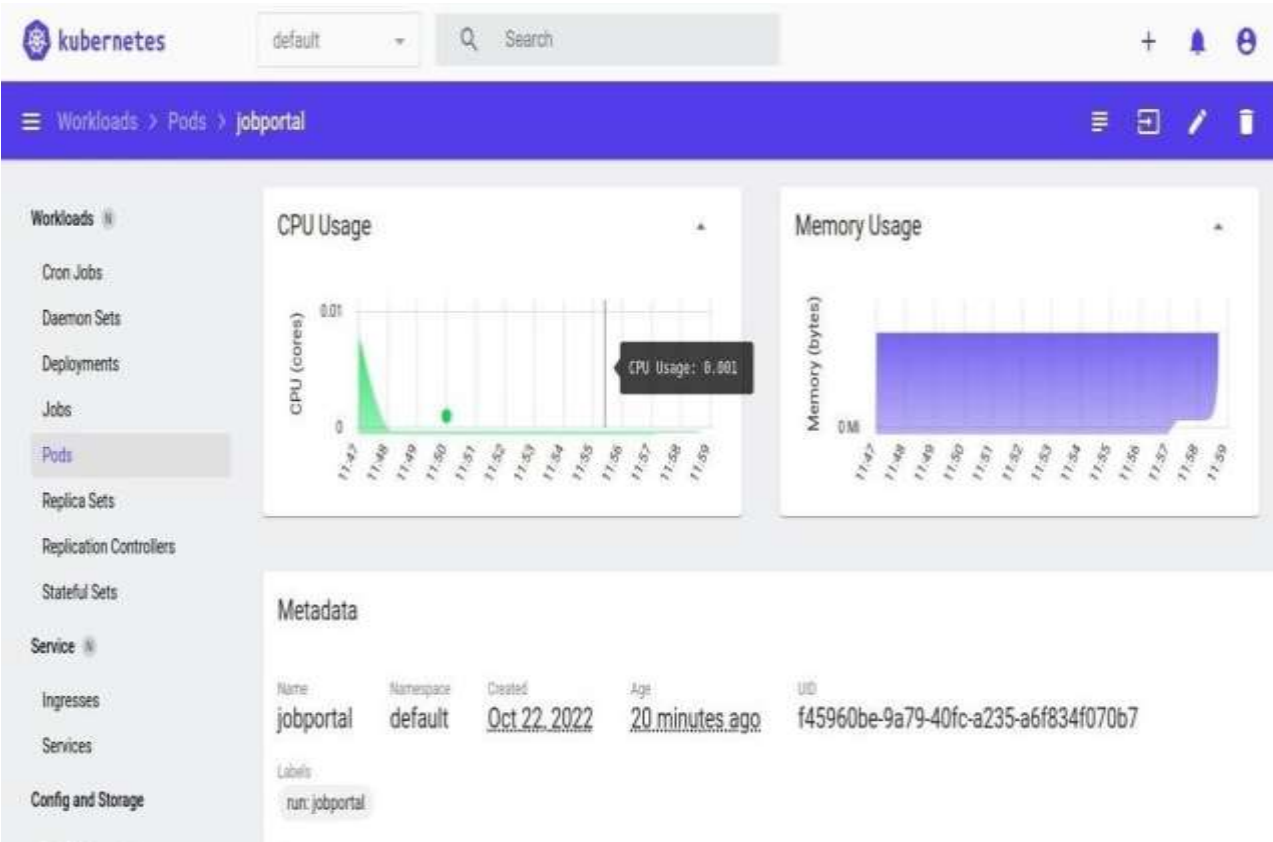 kubernetes
default
Search
Workloads > Pods > jobportal
Workloads N
Cron Jobs
Daemon Sets
Deployments
Jobs
Pods
Replica Sets
Replication Controllers
Stateful Sets
Service N
Ingresses
Services
Config and Storage
CPU Usage
CPU (cores)
0.01
0
CPU Usage: 0.001
11:47 11:48 11:49 11:50 11:51 11:52 11:53 11:54 11:55 11:56 11:57 11:58 11:59
Memory Usage
Memory (bytes)
0 Mi
11:47 11:48 11:49 11:50 11:51 11:52 11:53 11:54 11:55 11:56 11:57 11:58 11:59
Metadata
Name Namespace Created Age UID
jobportal default Oct 22, 2022 20 minutes ago f45960be-9a79-40fc-a235-a6f834f070b7
Labels
run: jobportal